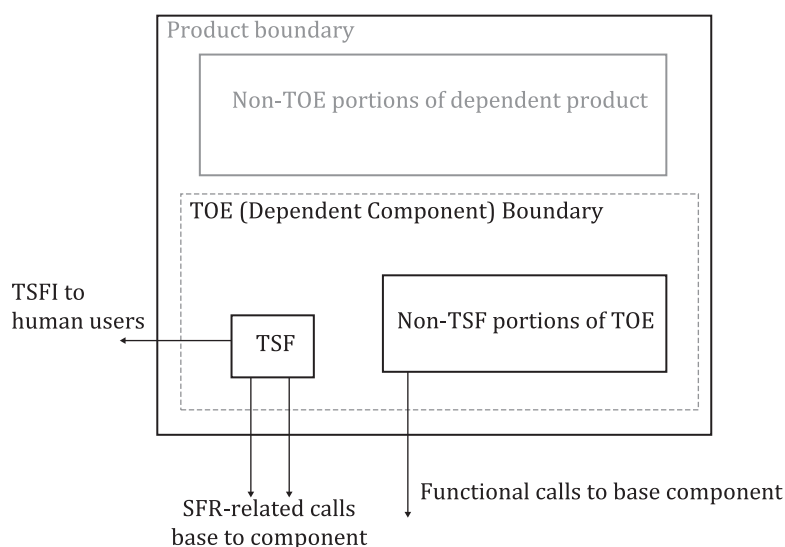 Product boundary
Non-TOE portions of dependent product
TOE (Dependent Component) Boundary
TSFI to
human users
TSF
Non-TSF portions of TOE
SFR-related calls
base to component
Functional calls to base component